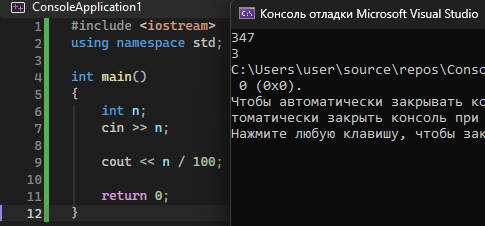 ConsoleApplication1
1 #include <iostream>
2 using namespace std;
3
4 int main()
5 {
6 int n;
7 cin >> n;
8
9 cout << n / 100;
10
11 return 0;
12 }
Консоль отладки Microsoft Visual Studio
347
3
C:\Users\user\source\repos\Conso
0 (0x0).
Чтобы автоматически закрывать ко
томатически закрыть консоль при
Нажмите любую клавишу, чтобы зак